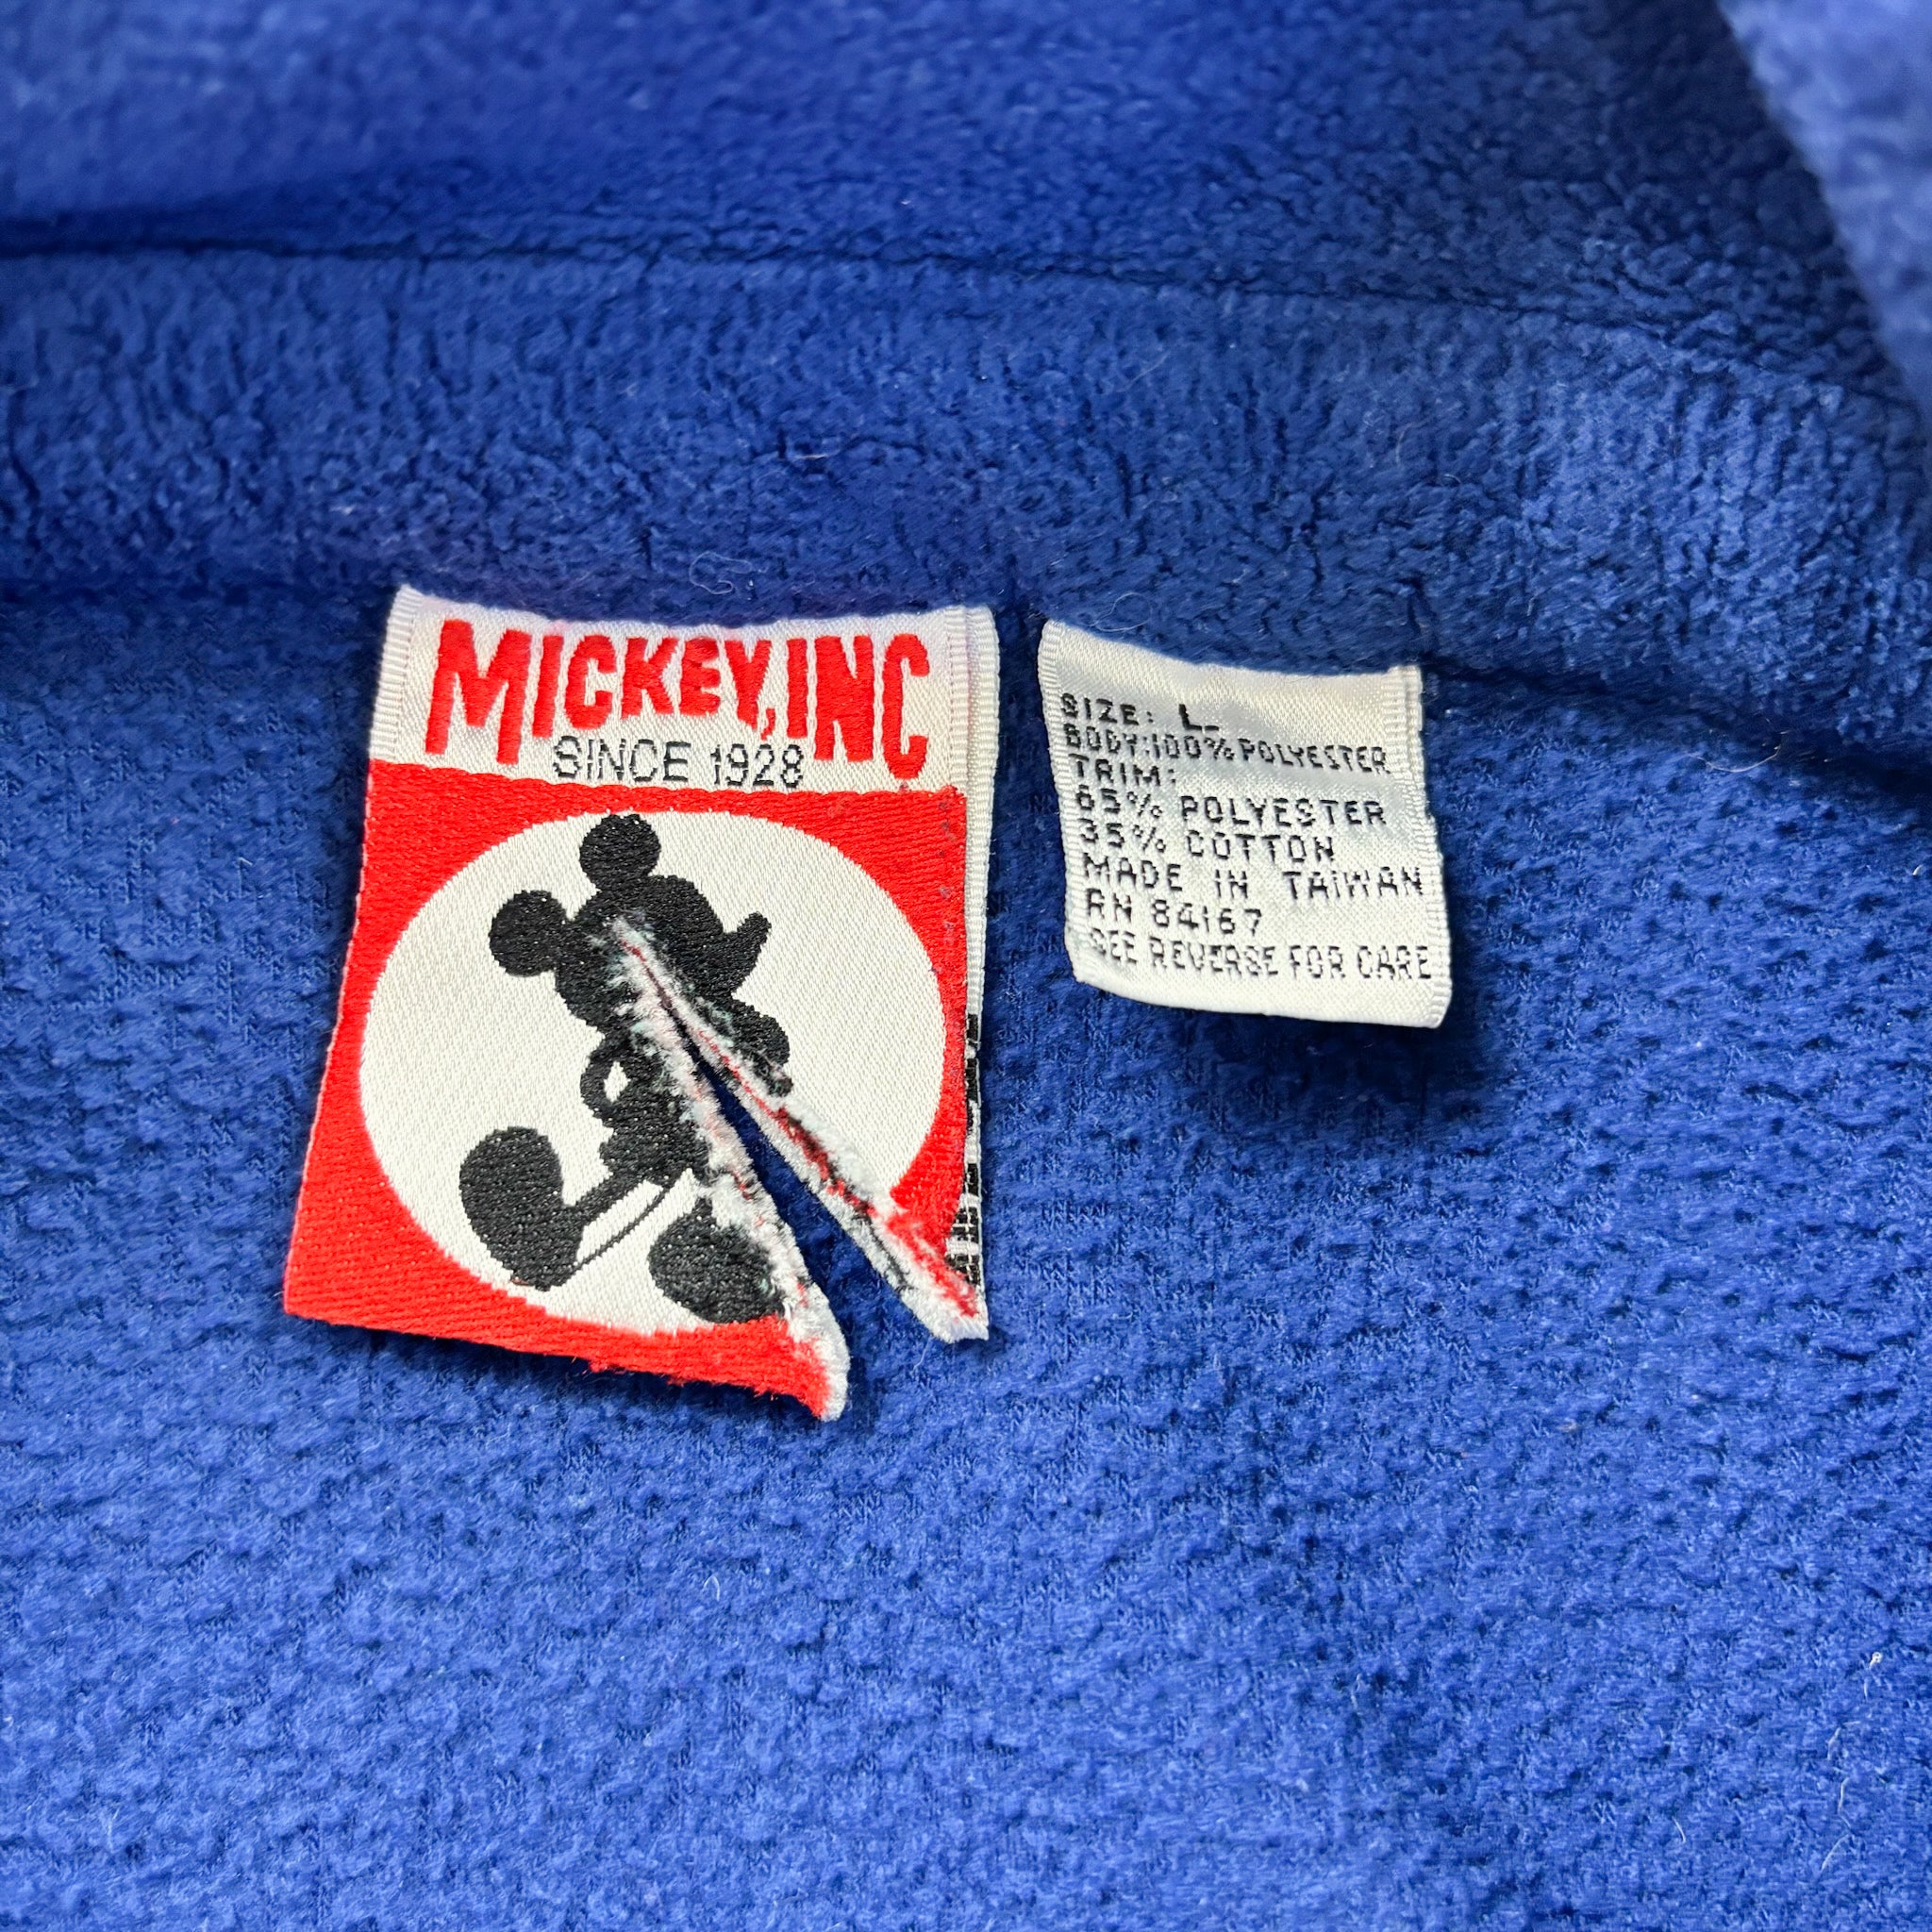 MICKEY, INC
SINCE 1928
SIZE: L
BODY: 100% POLYESTER
TRIM:
65% POLYESTER
35% COTTON
MADE IN TAIWAN
RN 84167
SEE REVERSE FOR CARE